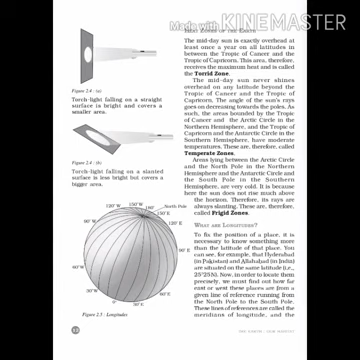 Made with KINEMASTER
HEAT ZONES OF THE EARTH
The mid-day sun is exactly overhead at
least once a year on all latitudes in
between the Tropic of Cancer and the
Tropic of Capricorn. This area, therefore,
receives the maximum heat and is called
the Torrid Zone.
The mid-day sun never shines
overhead on any latitude beyond the
Tropic of Cancer and the Tropic of
Capricorn. The angle of the sun's rays
goes on decreasing towards the poles. As
such, the areas bounded by the Tropic
of Cancer and the Arctic Circle in the
Northern Hemisphere, and the Tropic of
Capricorn and the Antarctic Circle in the
Southern Hemisphere, have moderate
temperatures. These are, therefore, called
Temperate Zones.
Areas lying between the Arctic Circle
and the North Pole in the Northern
Hemisphere and the Antarctic Circle and
the South Pole in the Southern
Hemisphere, are very cold. It is because
here the sun does not rise much above
the horizon. Therefore, its rays are
always slanting. These are, therefore,
called Frigid Zones.
WHAT ARE LONGITUDES?
To fix the position of a place, it is
necessary to know something more
than the latitude of that place. You
can see, for example, that Hyderabad
(in Pakistan) and Allahabad (in India)
are situated on the same latitude (i.e.,
25°25'N). Now, in order to locate them
precisely, we must find out how far
east or west these places are from a
given line of reference running from
the North Pole to the South Pole.
These lines of references are called the
meridians of longitude, and the
Figure 2.4 : (a)
Torch-light falling on a straight
surface is bright and covers a
smaller area.
Figure 2.4 : (b)
Torch-light falling on a slanted
surface is less bright but covers a
bigger area.
North Pole
120°W
150°W
180°
150°E
120°E
90°W
90°E
60°W
60°E
30°W
0°
30°E
Figure 2.5 : Longitudes